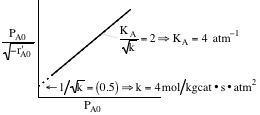 P_A0
√-r'_A0
K_A/√k = 2 ⇒ K_A = 4 atm⁻¹
← 1/√k = (0.5) ⇒ k = 4 mol/kgcat • s • atm²
P_A0